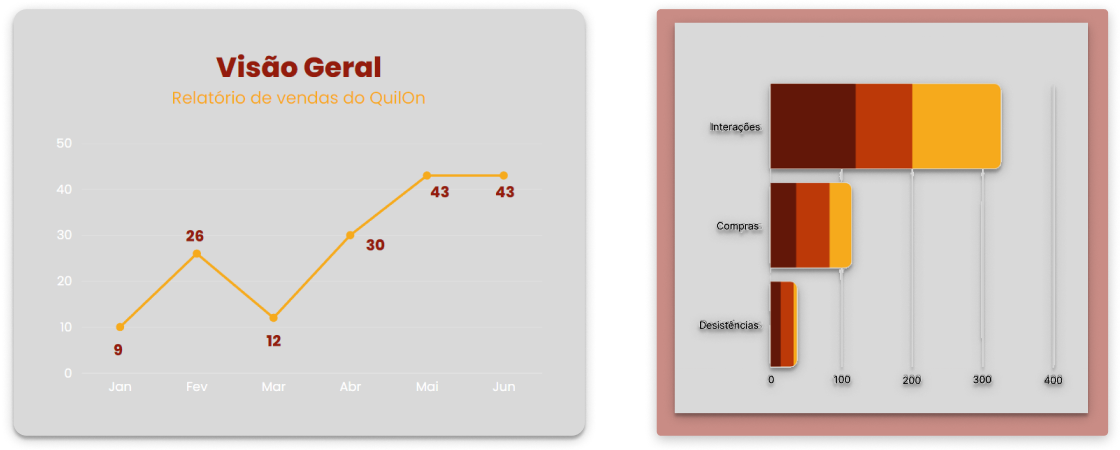 Visão Geral
Relatório de vendas do QuilOn
50
40
30
20
10
0
9
26
12
30
43
43
Jan Fev Mar Abr Mai Jun
Interações
Compras
Desistências
0 100 200 300 400